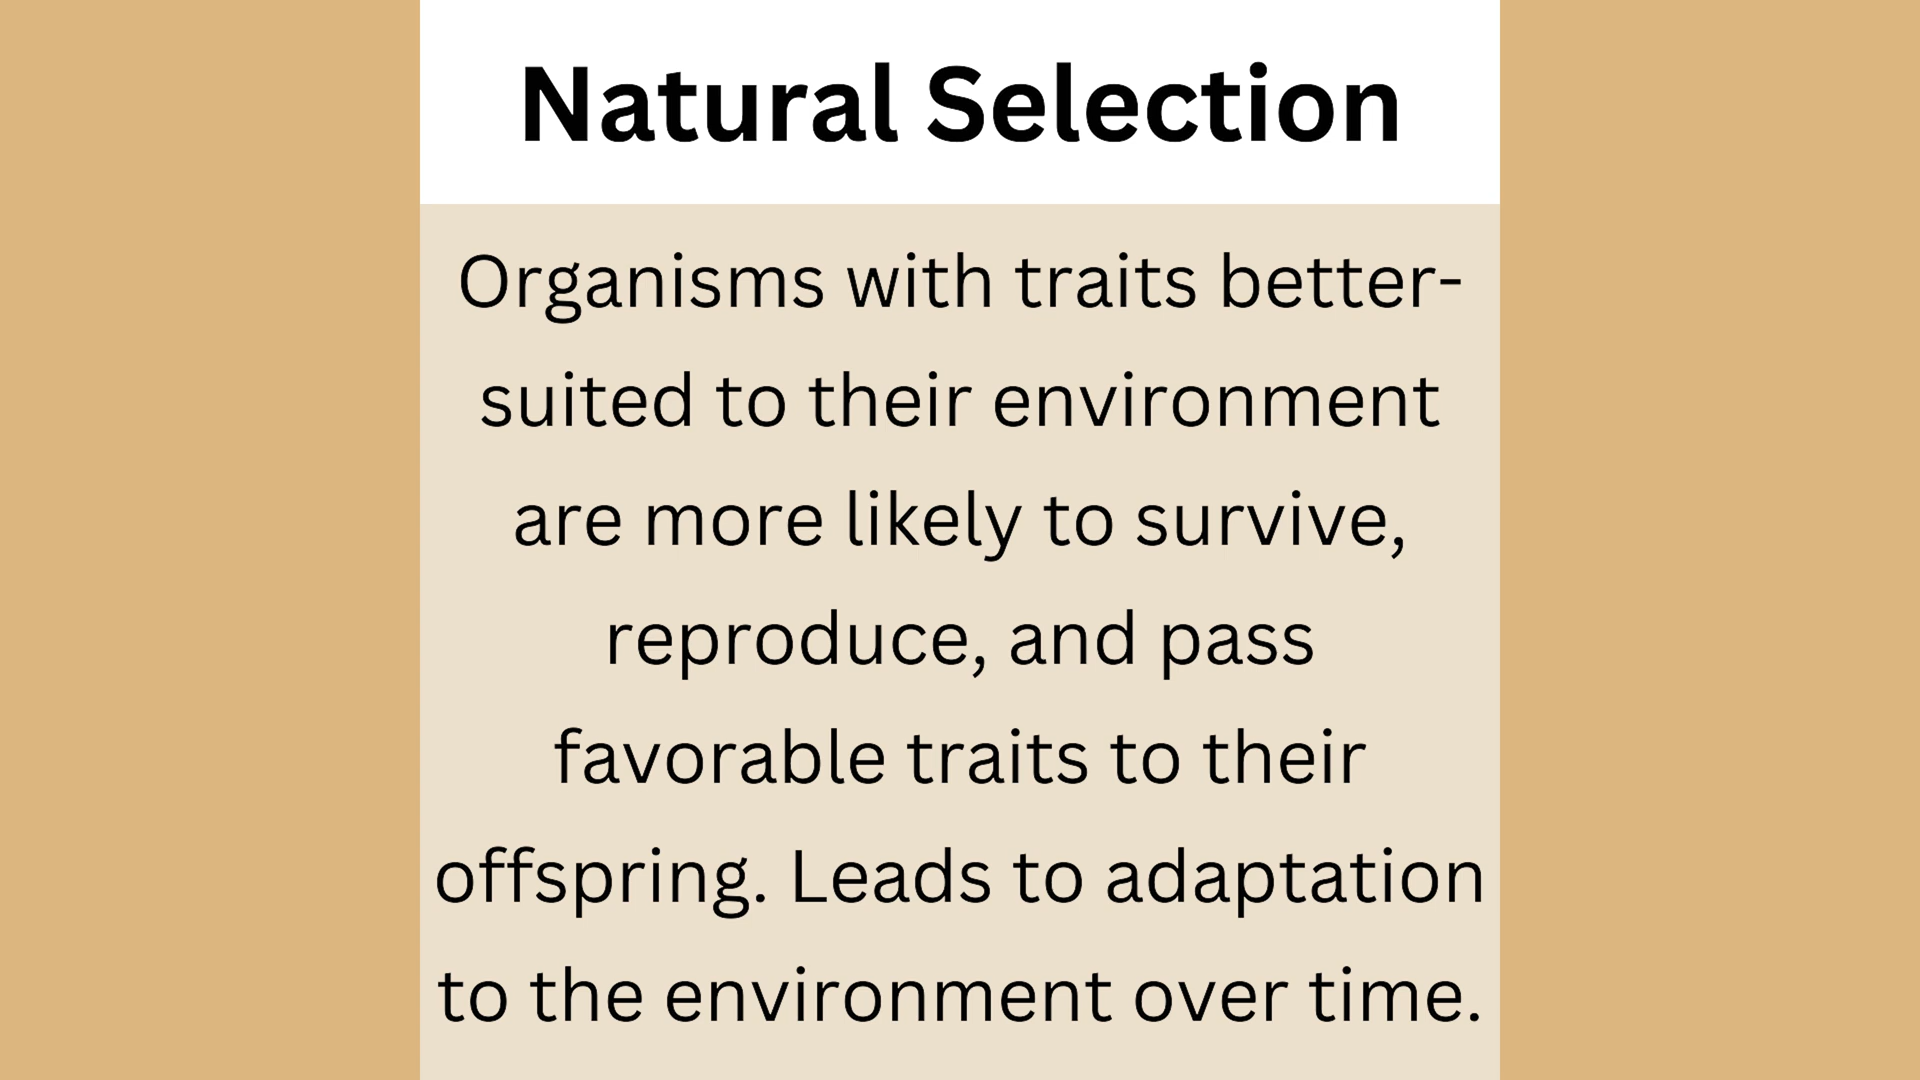 Natural Selection
Organisms with traits better-
suited to their environment
are more likely to survive,
reproduce, and pass
favorable traits to their
offspring. Leads to adaptation
to the environment over time.